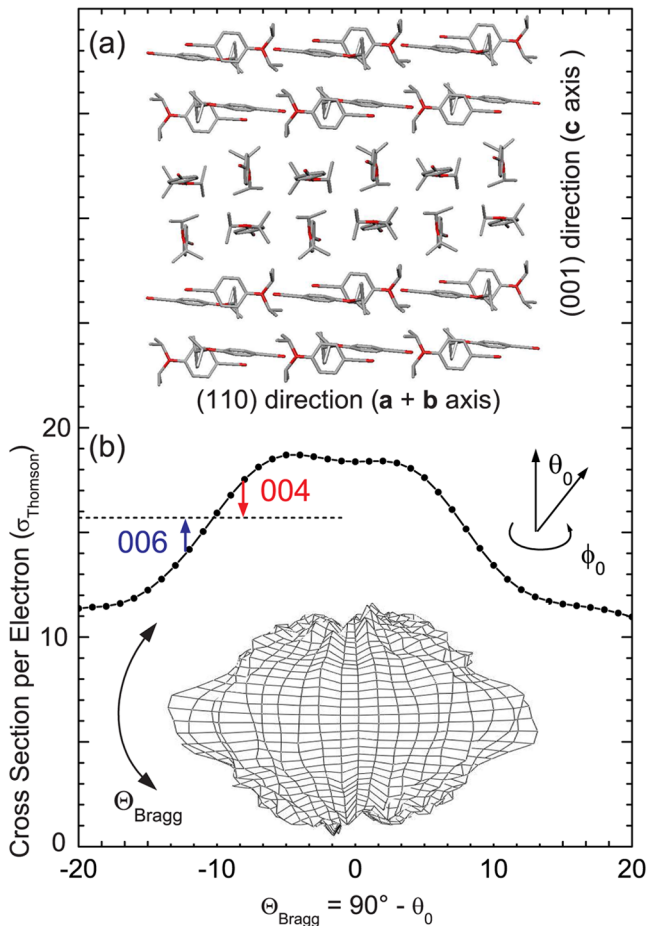 (a)
(001) direction (c axis)
(110) direction (a + b axis)
20
(b)
004
006
θ0
ϕ0
10
Cross Section per Electron (σThomson)
ΘBragg
0
-20 -10 0 10 20
ΘBragg = 90° - θ0